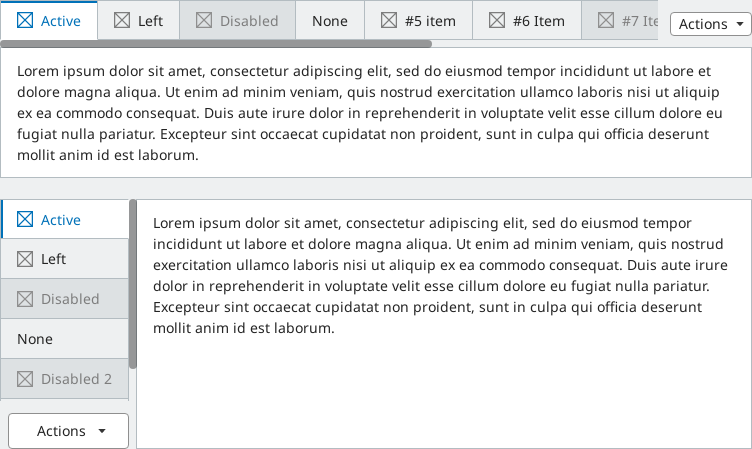 Active Left Disabled None #5 item #6 Item #7 Actions
Lorem ipsum dolor sit amet, consectetur adipiscing elit, sed do eiusmod tempor incididunt ut labore et
dolore magna aliqua. Ut enim ad minim veniam, quis nostrud exercitation ullamco laboris nisi ut aliquip
ex ea commodo consequat. Duis aute irure dolor in reprehenderit in voluptate velit esse cillum dolore eu
fugiat nulla pariatur. Excepteur sint occaecat cupidatat non proident, sunt in culpa qui officia deserunt
mollit anim id est laborum.
Active
Left
Disabled
None
Disabled 2
Actions
Lorem ipsum dolor sit amet, consectetur adipiscing elit, sed do eiusmod tempor
incididunt ut labore et dolore magna aliqua. Ut enim ad minim veniam, quis nostrud
exercitation ullamco laboris nisi ut aliquip ex ea commodo consequat. Duis aute irure
dolor in reprehenderit in voluptate velit esse cillum dolore eu fugiat nulla pariatur.
Excepteur sint occaecat cupidatat non proident, sunt in culpa qui officia deserunt
mollit anim id est laborum.